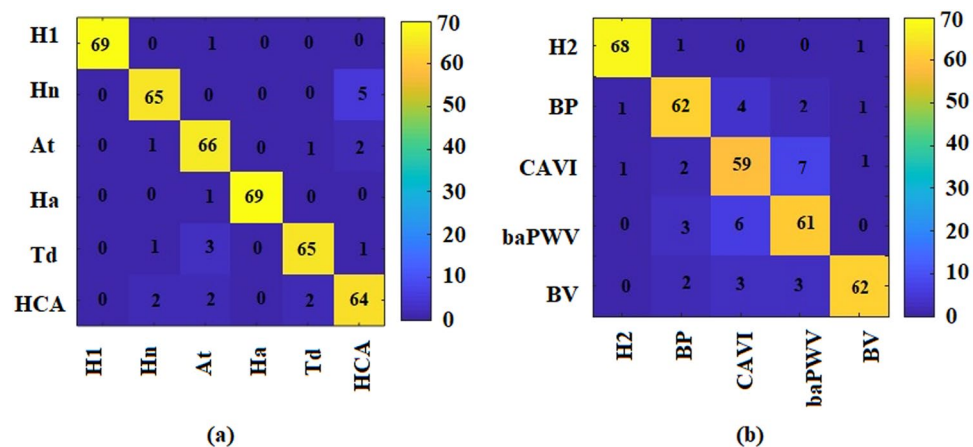 H1 69 0 1 0 0 0
Hn 0 65 0 0 0 5
At 0 1 66 0 1 2
Ha 0 0 1 69 0 0
Td 0 1 3 0 65 1
HCA 0 2 2 0 2 64
H1 Hn At Ha Td HCA
70
60
50
40
30
20
10
0
(a)
H2 68 1 0 0 1
BP 1 62 4 2 1
CAVI 1 2 59 7 1
baPWV 0 3 6 61 0
BV 0 2 3 3 62
H2 BP CAVI baPWV BV
70
60
50
40
30
20
10
0
(b)